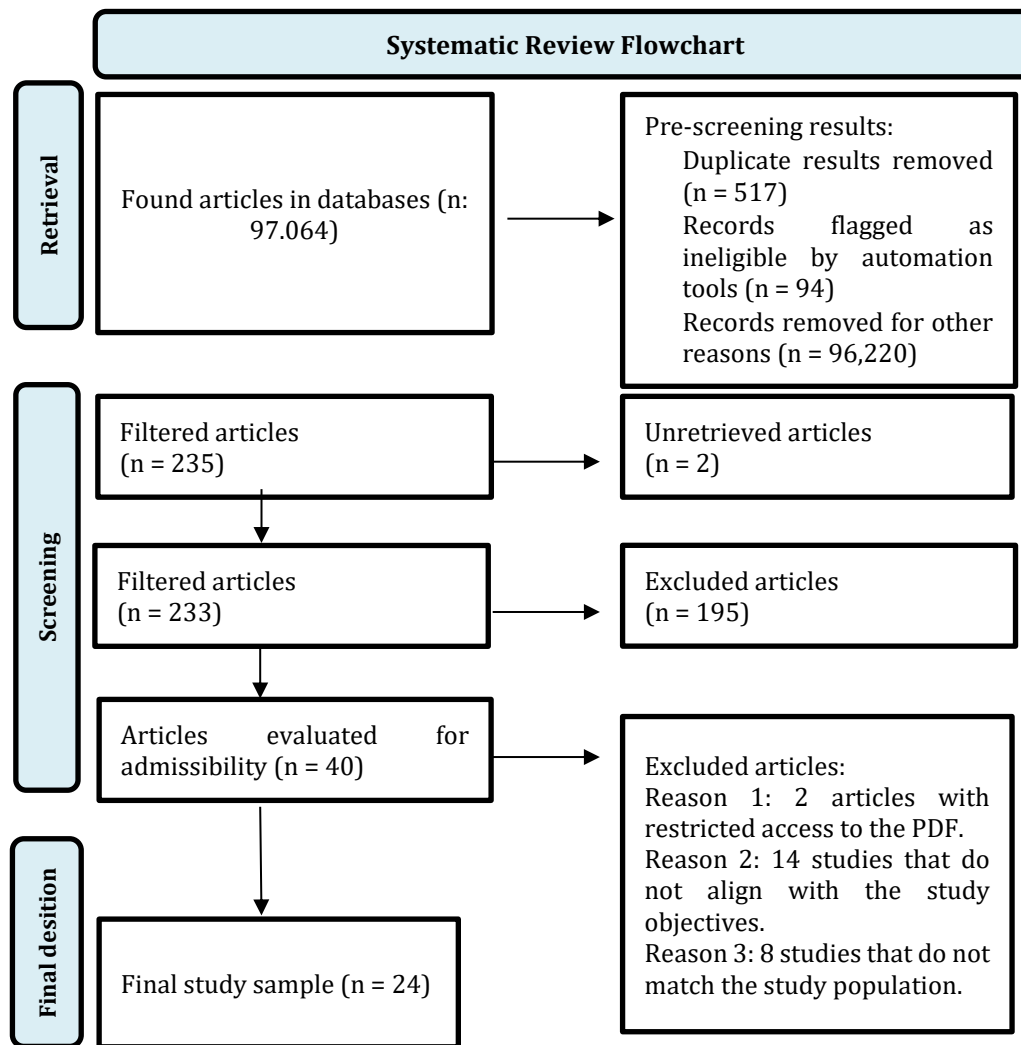 Systematic Review Flowchart
Retrieval
Found articles in databases (n:
97.064)
Pre-screening results:
Duplicate results removed
(n = 517)
Records flagged as
ineligible by automation
tools (n = 94)
Records removed for other
reasons (n = 96,220)
Screening
Filtered articles
(n = 235)
Unretrieved articles
(n = 2)
Filtered articles
(n = 233)
Excluded articles
(n = 195)
Articles evaluated for
admissibility (n = 40)
Excluded articles:
Reason 1: 2 articles with
restricted access to the PDF.
Reason 2: 14 studies that do
not align with the study
objectives.
Reason 3: 8 studies that do not
match the study population.
Final desition
Final study sample (n = 24)